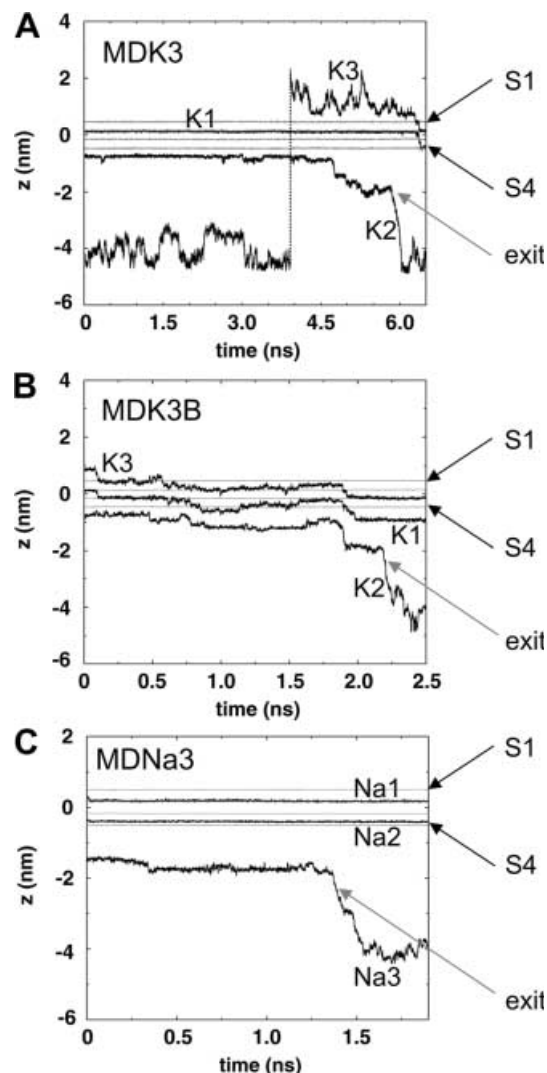 A
MDK3
4
2
0
-2
-4
-6
z (nm)
K1
K3
K2
S1
S4
exit
0
1.5
3.0
4.5
6.0
time (ns)
B
MDK3B
4
2
0
-2
-4
-6
z (nm)
K3
K1
K2
S1
S4
exit
0
0.5
1.0
1.5
2.0
2.5
time (ns)
C
MDNa3
2
0
-2
-4
-6
z (nm)
Na1
Na2
Na3
S1
S4
exit
0
0.5
1.0
1.5
time (ns)